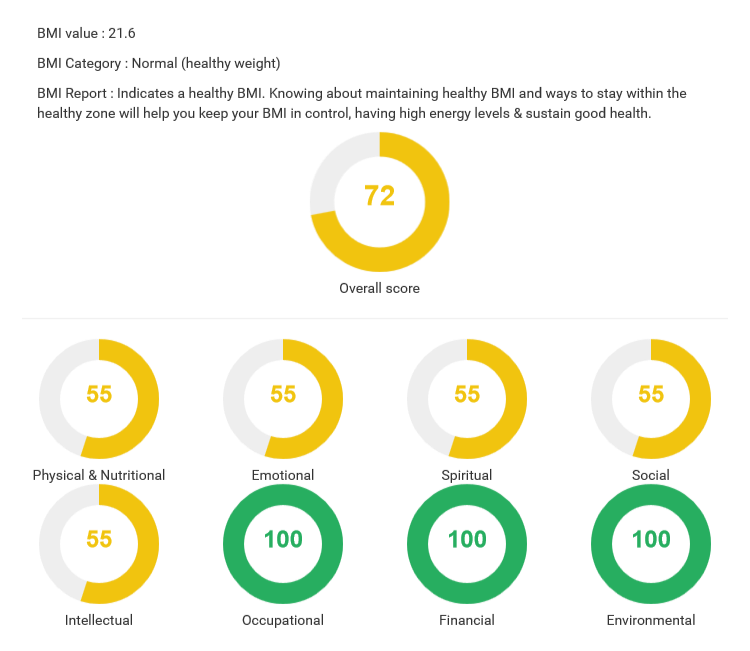 BMI value : 21.6
BMI Category : Normal (healthy weight)
BMI Report : Indicates a healthy BMI. Knowing about maintaining healthy BMI and ways to stay within the
healthy zone will help you keep your BMI in control, having high energy levels & sustain good health.
72
Overall score
55
55
55
55
Physical & Nutritional
Emotional
Spiritual
Social
55
100
100
100
Intellectual
Occupational
Financial
Environmental